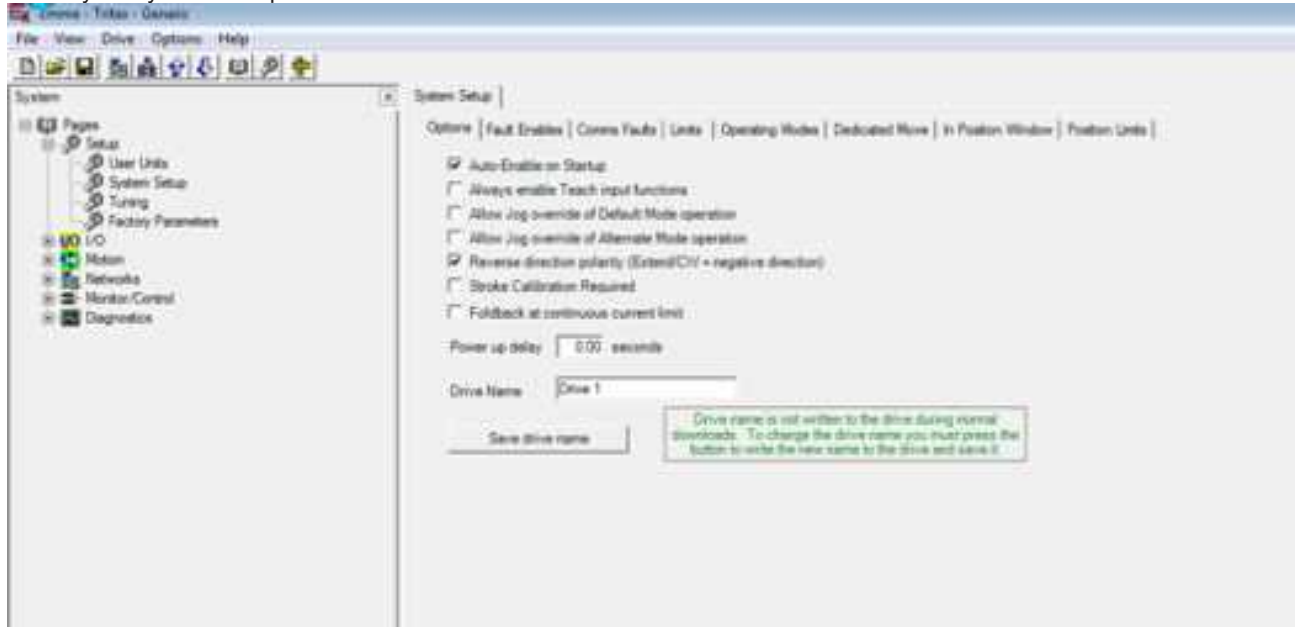 File View Drive Options Help
System
System Setup
Pages
Setup
User Units
System Setup
Tuning
Factory Parameters
I/O I/O
Motion
Networks
Monitor/Control
Diagnostics
Options Fault Enables Comms Faults Limits Operating Modes Dedicated Move In Position Window Position Limits
Auto-Enable on Startup
Always enable Teach input functions
Allow Jog override of Default Mode operation
Allow Jog override of Alternate Mode operation
Reverse direction polarity (Extend/CW = negative direction)
Stroke Calibration Required
Foldback at continuous current limit
Power up delay 0.00 seconds
Drive Name Drive 1
Save drive name
Drive name is not written to the drive during normal
downloads. To change the drive name you must press the
button to write the new name to the drive and save it